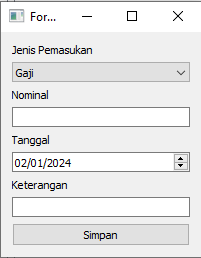 For...
Jenis Pemasukan
Gaji
Nominal
Tanggal
02/01/2024
Keterangan
Simpan